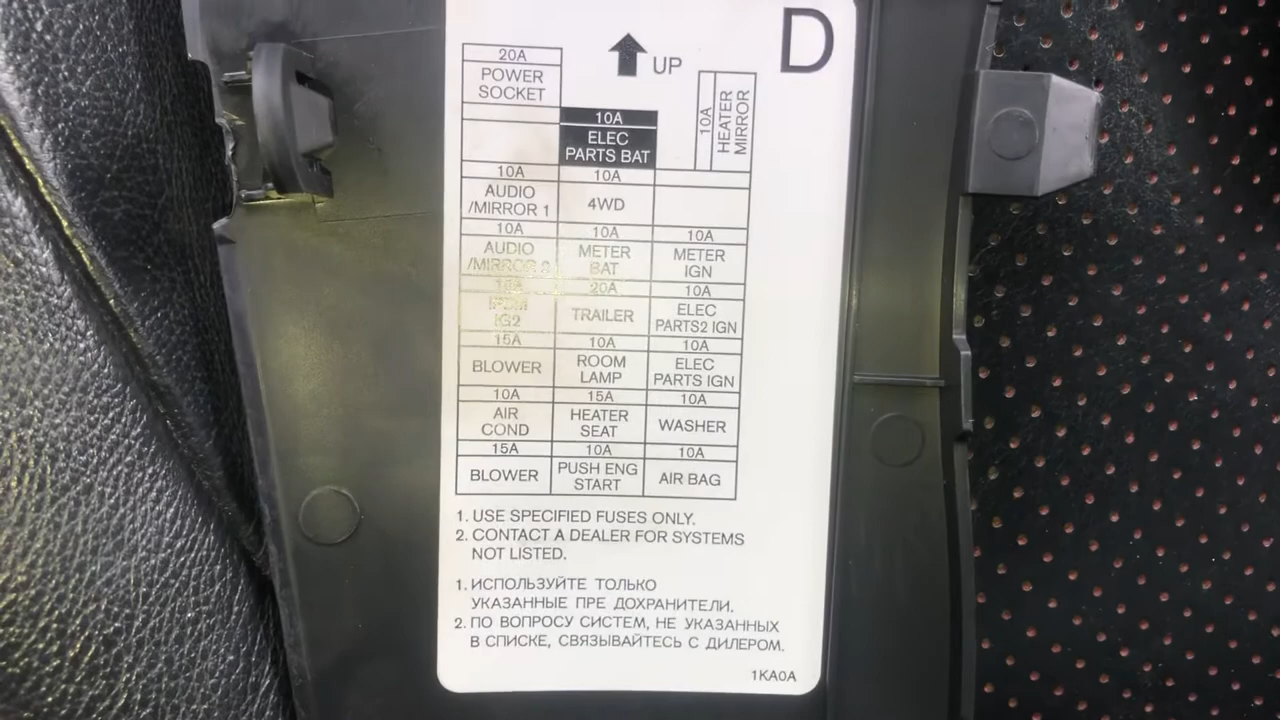 D
UP
20A
POWER
SOCKET
10A
ELEC
PARTS BAT
10A
HEATER
MIRROR
10A
AUDIO
/MIRROR 1
10A
4WD
10A
AUDIO
/MIRROR
10A
METER
BAT
10A
METER
IGN
IG2
20A
TRAILER
10A
ELEC
PARTS2 IGN
15A
BLOWER
10A
ROOM
LAMP
10A
ELEC
PARTS IGN
10A
AIR
COND
15A
HEATER
SEAT
10A
WASHER
15A
BLOWER
10A
PUSH ENG
START
10A
AIR BAG
1. USE SPECIFIED FUSES ONLY.
2. CONTACT A DEALER FOR SYSTEMS
NOT LISTED.
1. ИСПОЛЬЗУЙТЕ ТОЛЬКО
УКАЗАННЫЕ ПРЕ ДОХРАНИТЕЛИ.
2. ПО ВОПРОСУ СИСТЕМ, НЕ УКАЗАННЫХ
В СПИСКЕ, СВЯЗЫВАЙТЕСЬ С ДИЛЕРОМ.
1KA0A